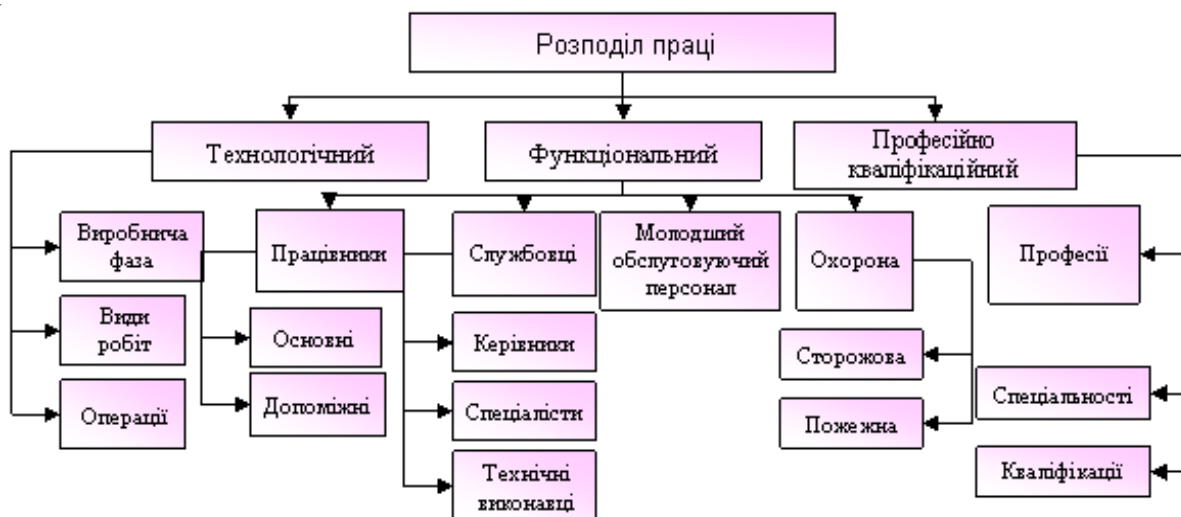 Розподіл праці
Технологічний
Функціональний
Професійно
кваліфікаційний
Виробнича
фаза
Працівники
Службовці
Молодший
обслутовуючий
персонал
Охорона
Професії
Види
робіт
Основні
Керівники
Сторожова
Спеціальності
Операції
Допоміжні
Спеціалісти
Пожежна
Кваліфікації
Технічні
виконавці